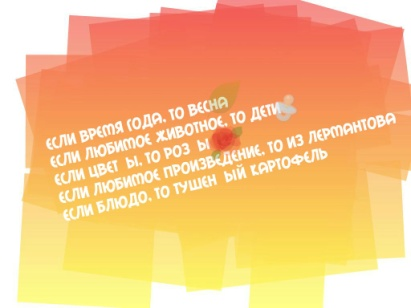 ЕСЛИ ВРЕМЯ ГОДА, ТО ВЕСНА
ЕСЛИ ЛЮБИМОЕ ЖИВОТНОЕ, ТО ДЕТИ
ЕСЛИ ЦВЕТ Ы, ТО РОЗ Ы
ЕСЛИ ЛЮБИМОЕ ПРОИЗВЕДЕНИЕ, ТО ИЗ ЛЕРМАНТОВА
ЕСЛИ БЛЮДО, ТО ТУШЕН ЫЙ КАРТОФЕЛЬ